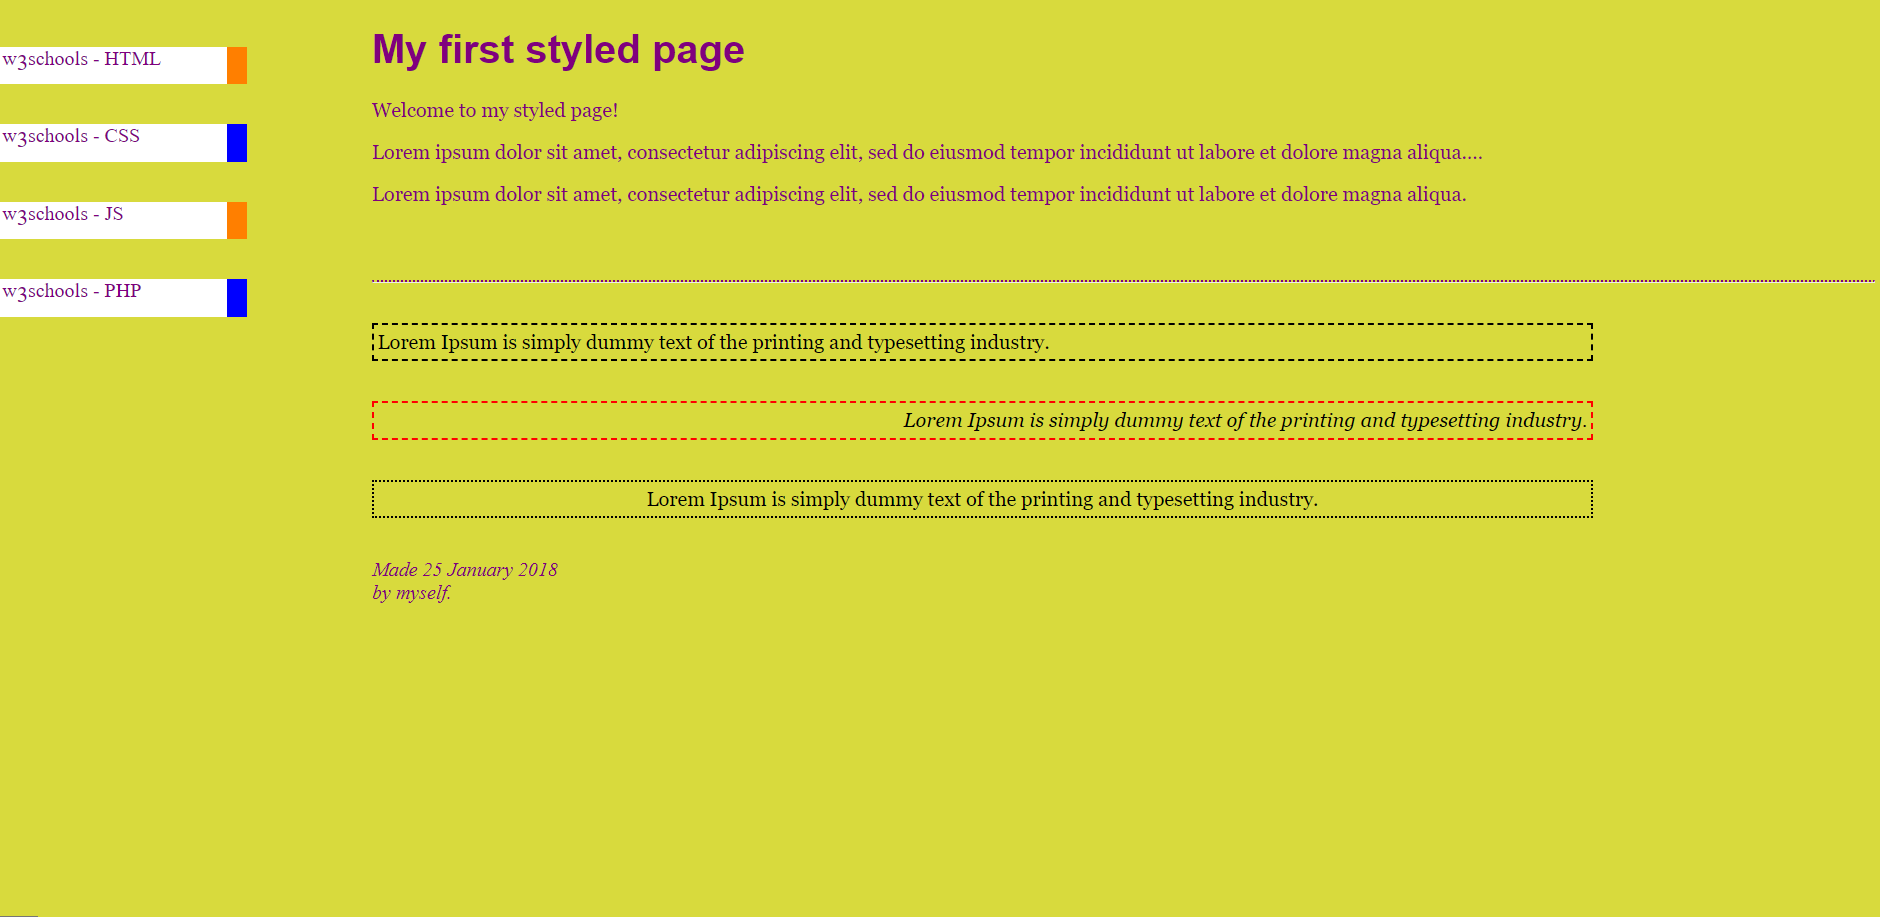 w3schools - HTML
w3schools - CSS
w3schools - JS
w3schools - PHP
My first styled page
Welcome to my styled page!
Lorem ipsum dolor sit amet, consectetur adipiscing elit, sed do eiusmod tempor incididunt ut labore et dolore magna aliqua....
Lorem ipsum dolor sit amet, consectetur adipiscing elit, sed do eiusmod tempor incididunt ut labore et dolore magna aliqua.
Lorem Ipsum is simply dummy text of the printing and typesetting industry.
Lorem Ipsum is simply dummy text of the printing and typesetting industry.
Lorem Ipsum is simply dummy text of the printing and typesetting industry.
Made 25 January 2018
by myself.